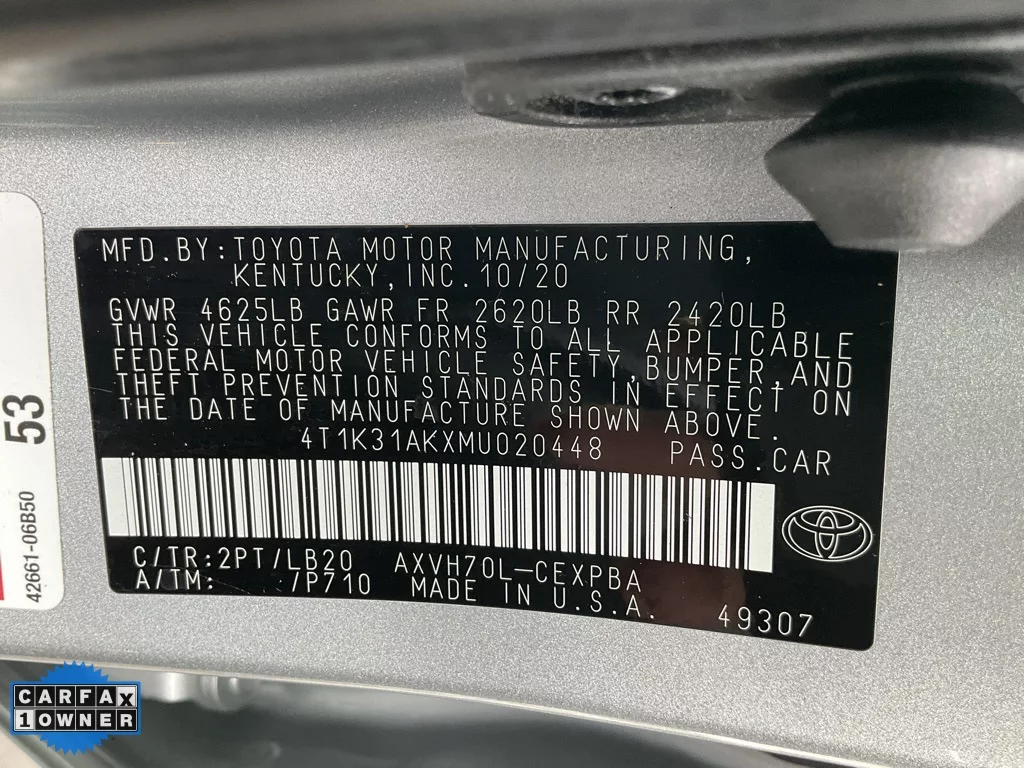 MFD.BY:TOYOTA MOTOR MANUFACTURING,
KENTUCKY,INC.10/20
GVWR 4625LB GAWR FR 2620LB RR 2420LB
THIS VEHICLE CONFORMS TO ALL APPLICABLE
FEDERAL MOTOR VEHICLE SAFETY,BUMPER,AND
THEFT PREVENTION STANDARDS IN EFFECT ON
THE DATE OF MANUFACTURE SHOWN ABOVE.
4T1K31AKXMU020448 PASS.CAR
C/TR:2PT/LB20 AXVH70L-CEXPBA
A/TM: /P710 MADE IN U.S.A.
49307
53
42661-06B50
CARFAX
1 OWNER